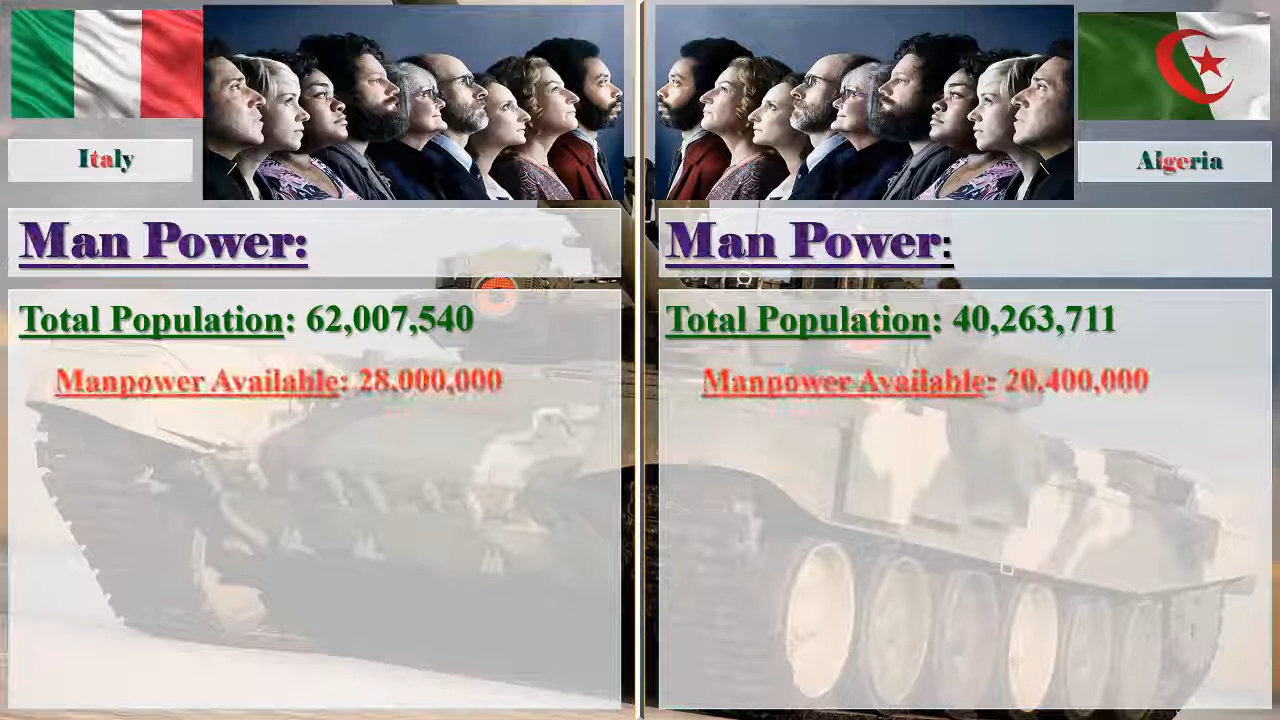 Italy
Man Power:
Total Population: 62,007,540
Manpower Available: 28,000,000
Algeria
Man Power:
Total Population: 40,263,711
Manpower Available: 20,400,000